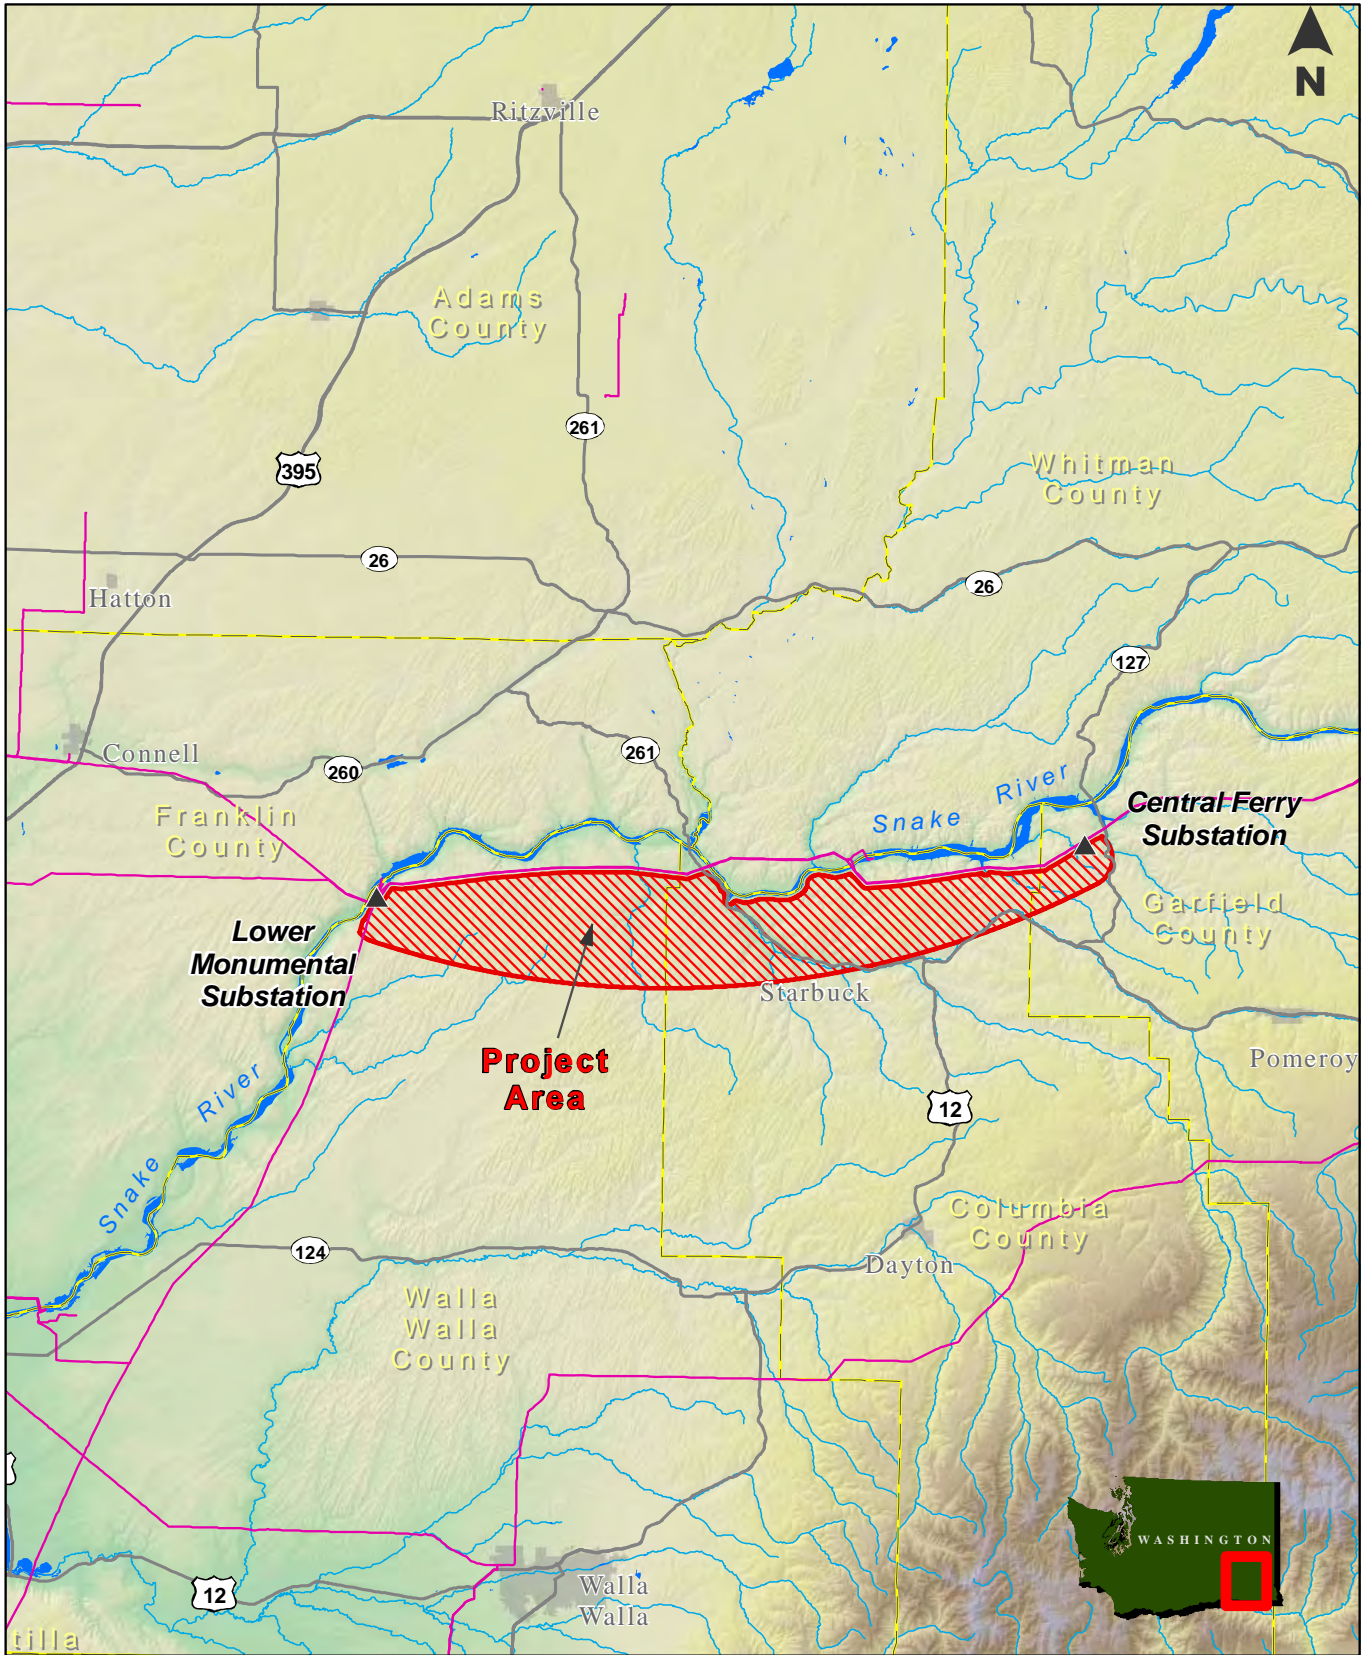 N
Ritzville
Adams
County
261
395
Whitman
County
26
26
Hatton
127
Connell
261
260
Snake River
Central Ferry
Substation
Franklin
County
Garfield
County
Lower
Monumental
Substation
Starbuck
Project
Area
Pomeroy
Snake River
12
Columbia
County
124
Dayton
Walla
Walla
County
WASHINGTON
12
Walla
Walla
tilla